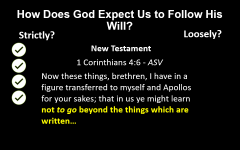 How Does God Expect Us to Follow His
Will?
Strictly?
Loosely?
New Testament
1 Corinthians 4:6 - ASV
Now these things, brethren, I have in
a figure transferred to myself and Apollos
for your sakes; that in us ye might learn
not to go beyond the things which are
written…